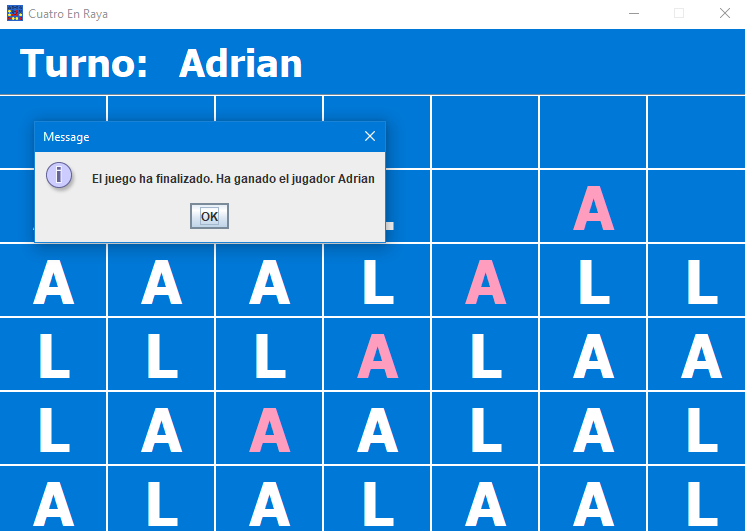 Cuatro En Raya
Turno: Adrian
Message
El juego ha finalizado. Ha ganado el jugador Adrian
OK
A
A A A L A L L
L L L A L A A
L A A A L A L
A L A L A A L